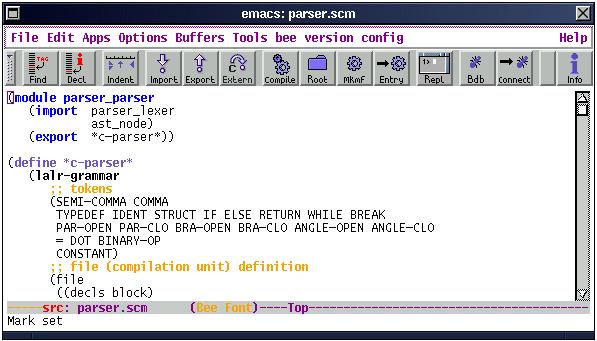 emacs: parser.scm
File Edit Apps Options Buffers Tools bee version config Help
TAG
Find Decl Indent Import Export Extern Compile Root MKmf Entry Repl Bdb Connect Info
(module parser_parser
(import parser_lexer
ast_node)
(export *c-parser*))
(define *c-parser*
(lalr-grammar
;; tokens
(SEMI-COMMA COMMA
TYPEDEF IDENT STRUCT IF ELSE RETURN WHILE BREAK
PAR-OPEN PAR-CLO BRA-OPEN BRA-CLO ANGLE-OPEN ANGLE-CLO
= DOT BINARY-OP
CONSTANT)
;; file (compilation unit) definition
(file
((decls block)
-----src: parser.scm (Bee Font)----Top----------------------------------------
Mark set